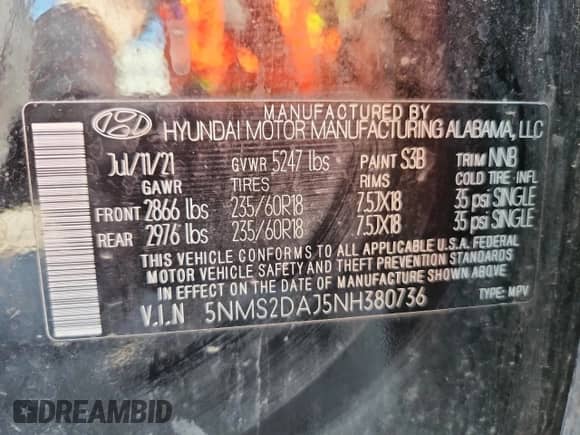 MANUFACTURED BY
HYUNDAI MOTOR MANUFACTURING ALABAMA, LLC
Jul/11/21 GVWR 5247 lbs PAINT S3B TRIM NNB
GAWR TIRES RIMS COLD TIRE INFL
FRONT 2866 lbs 235/60R18 7.5JX18 35 psi SINGLE
REAR 2976 lbs 235/60R18 7.5JX18 35 psi SINGLE
THIS VEHICLE CONFORMS TO ALL APPLICABLE U.S.A. FEDERAL
MOTOR VEHICLE SAFETY AND THEFT PREVENTION STANDARDS
IN EFFECT ON THE DATE OF MANUFACTURE SHOWN ABOVE.
V.I.N 5NMS2DAJ5NH380736 TYPE: MPV
DREAMBID